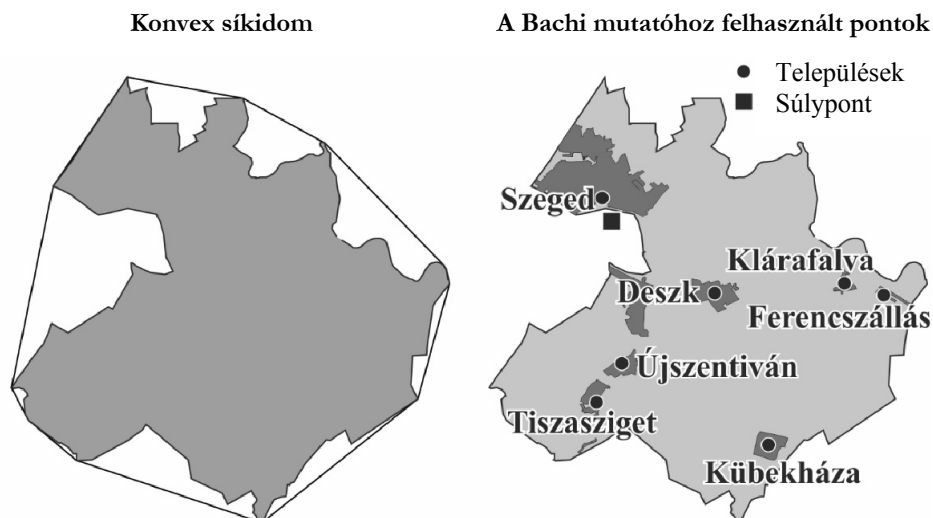 Konvex síkidom
A Bachi mutatóhoz felhasznált pontok
Települések
Súlypont
Szeged
Klárafalva
Deszk
Ferencszállás
Újszentiván
Tiszasziget
Kübekháza